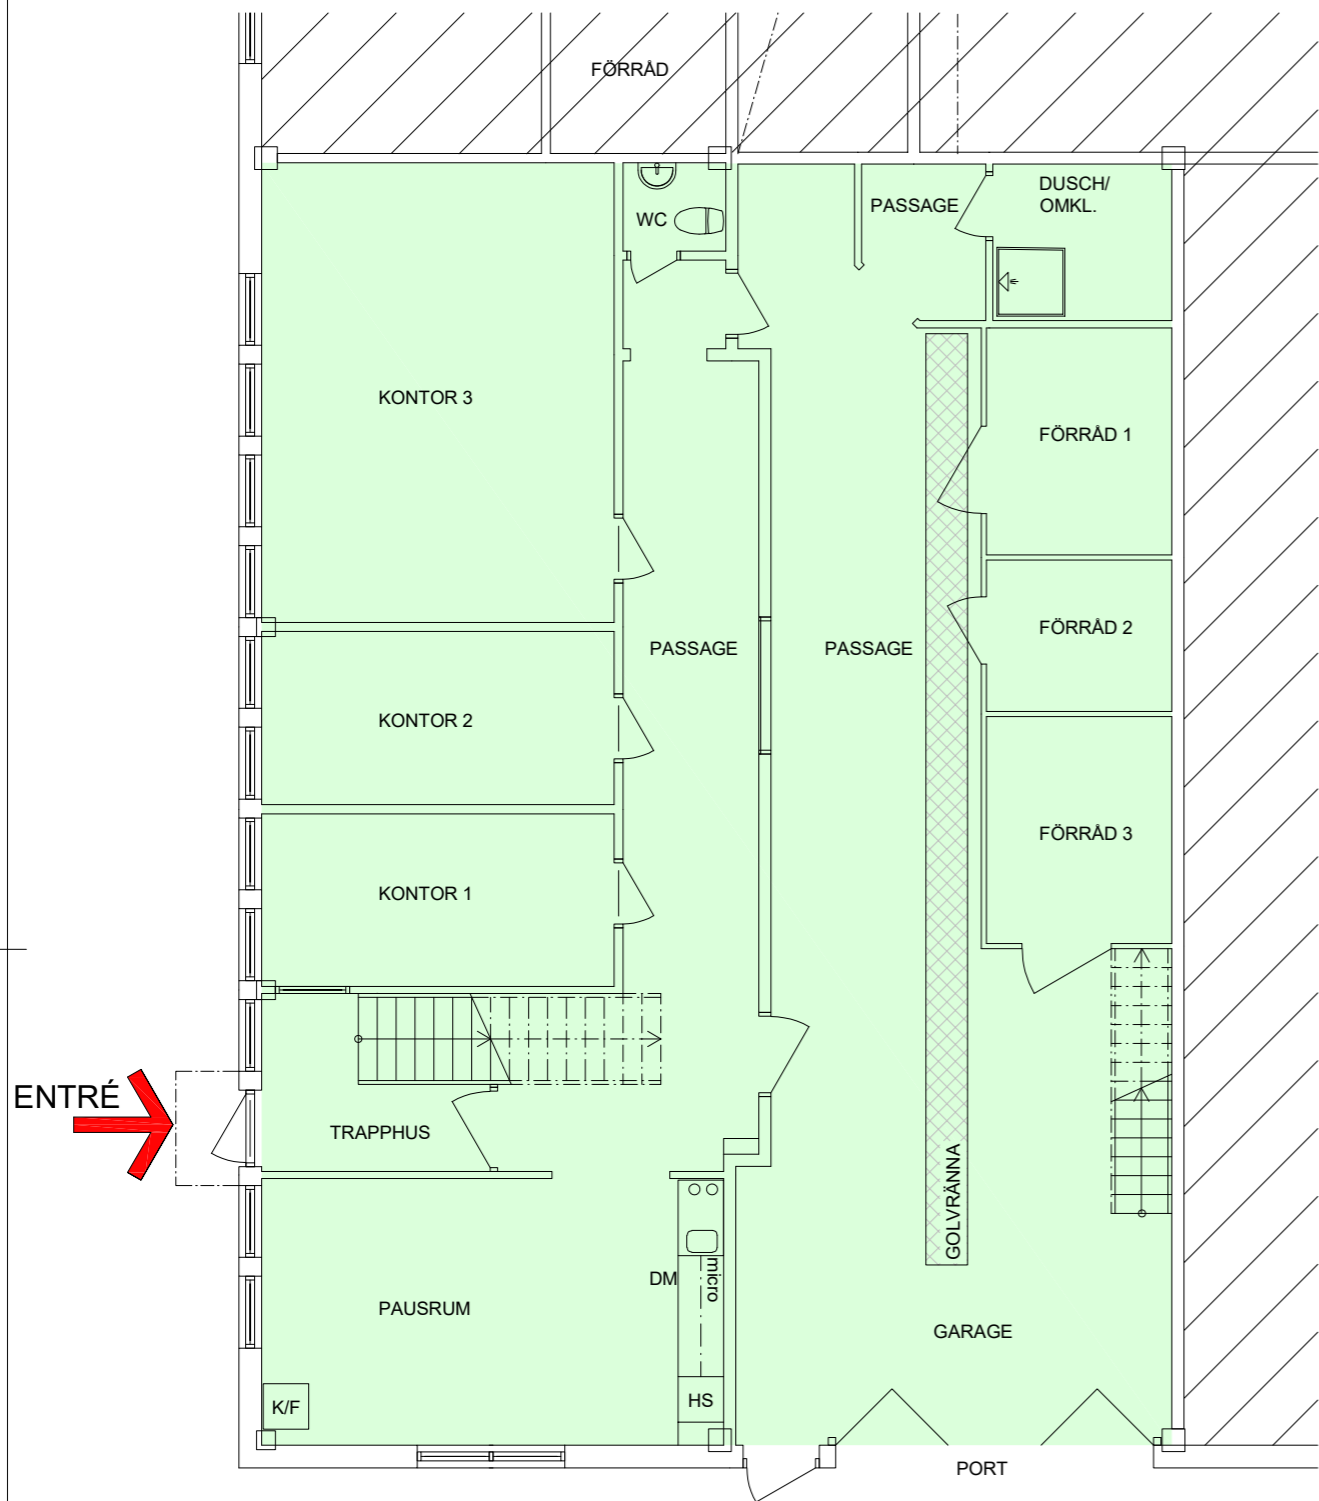 FÖRRÅD
WC
PASSAGE
DUSCH/
OMKL.
KONTOR 3
FÖRRÅD 1
FÖRRÅD 2
PASSAGE
PASSAGE
KONTOR 2
FÖRRÅD 3
KONTOR 1
ENTRÉ
TRAPPHUS
GOLVRÄNNA
DM
micro
PAUSRUM
GARAGE
HS
K/F
PORT